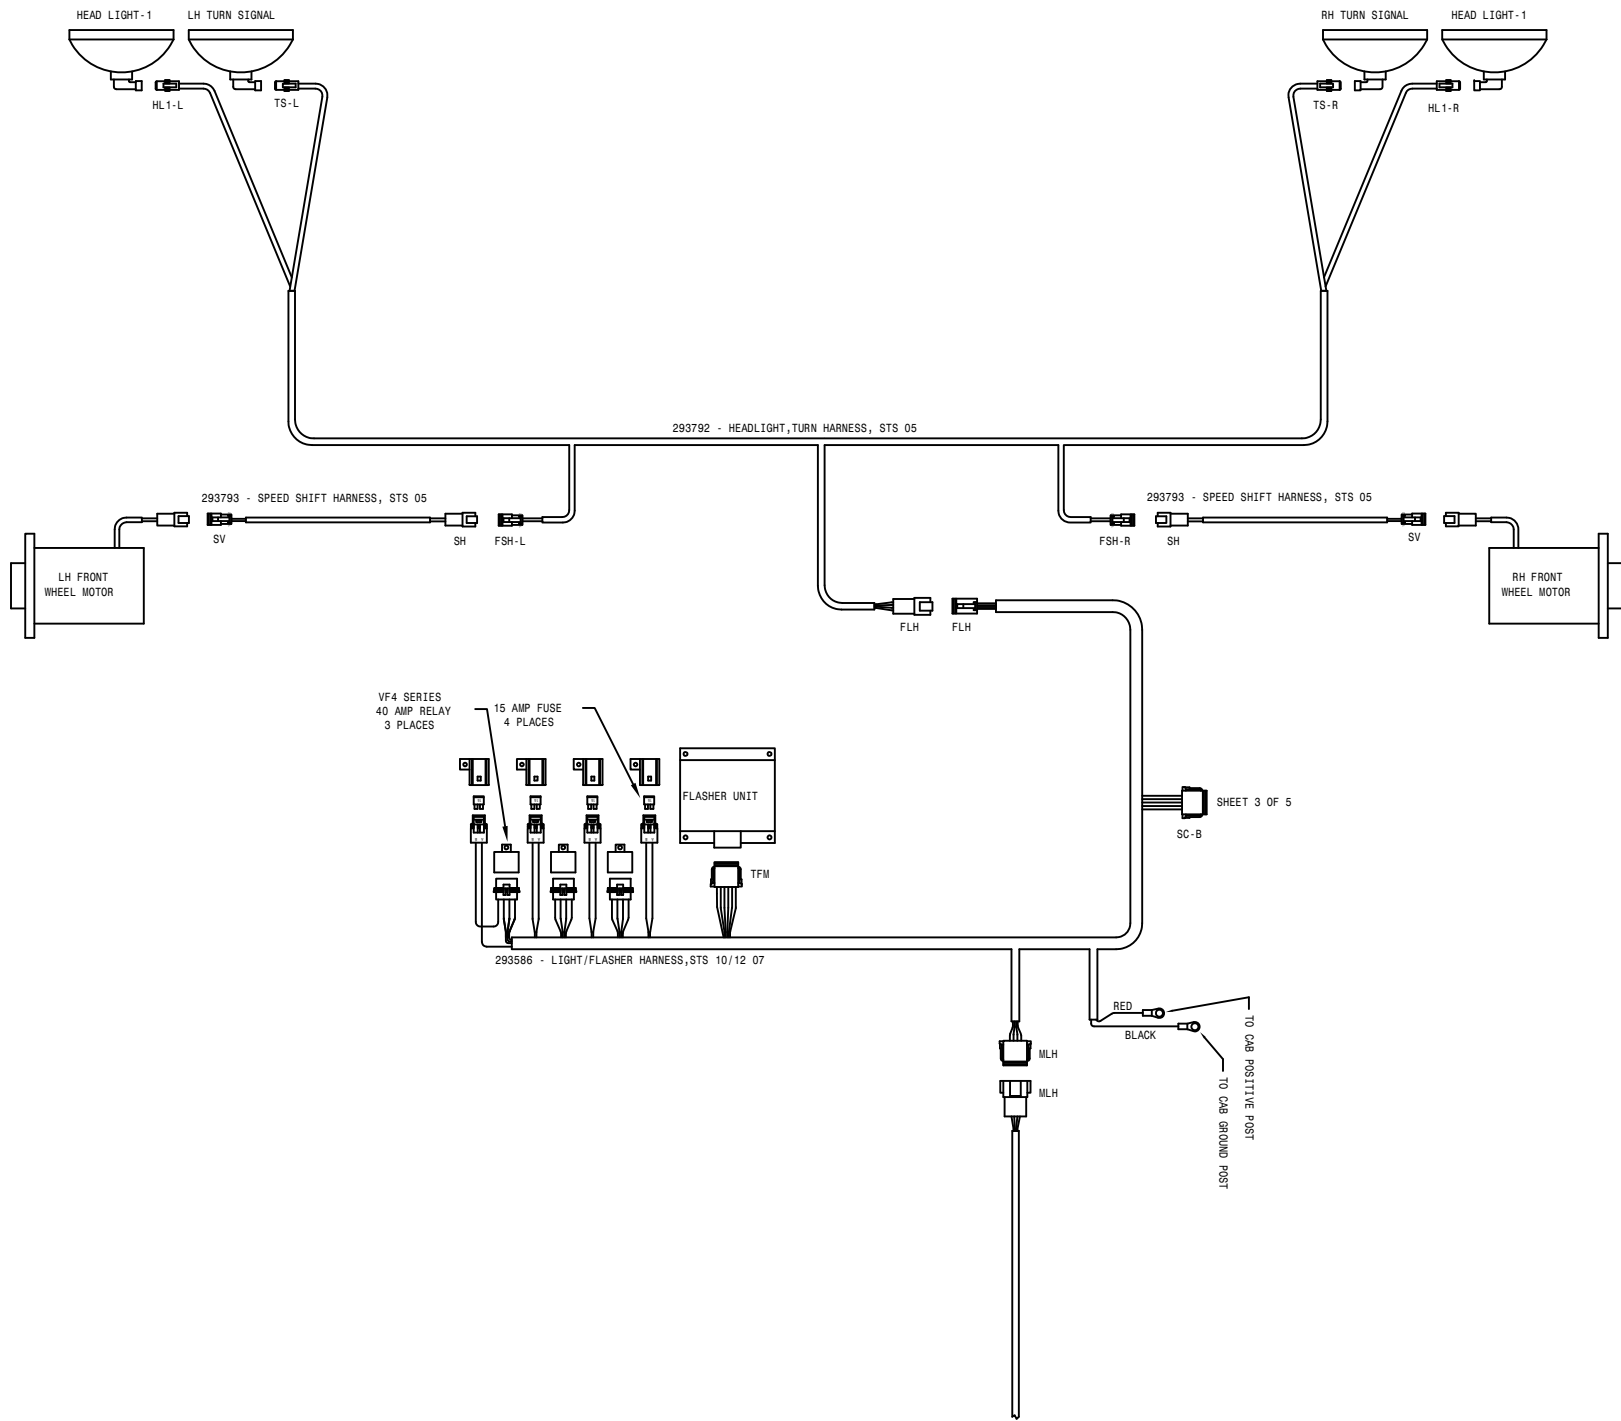 HEAD LIGHT-1
LH TURN SIGNAL
RH TURN SIGNAL
HEAD LIGHT-1
HL1-L
TS-L
TS-R
HL1-R
293792 - HEADLIGHT,TURN HARNESS, STS 05
293793 - SPEED SHIFT HARNESS, STS 05
293793 - SPEED SHIFT HARNESS, STS 05
SV
SH
FSH-L
FSH-R
SH
SV
LH FRONT
WHEEL MOTOR
RH FRONT
WHEEL MOTOR
FLH
FLH
VF4 SERIES
40 AMP RELAY
3 PLACES
15 AMP FUSE
4 PLACES
FLASHER UNIT
SHEET 3 OF 5
SC-B
TFM
293586 - LIGHT/FLASHER HARNESS,STS 10/12 07
RED
BLACK
TO CAB POSITIVE POST
TO CAB GROUND POST
MLH
MLH